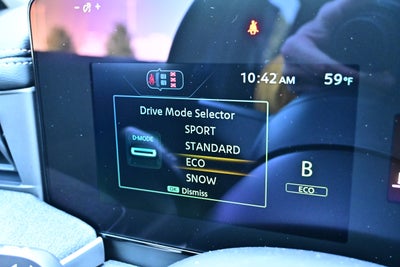 10:42 AM 59°F
Drive Mode Selector
SPORT
D-MODE
STANDARD
ECO
SNOW
OK Dismiss
B
ECO